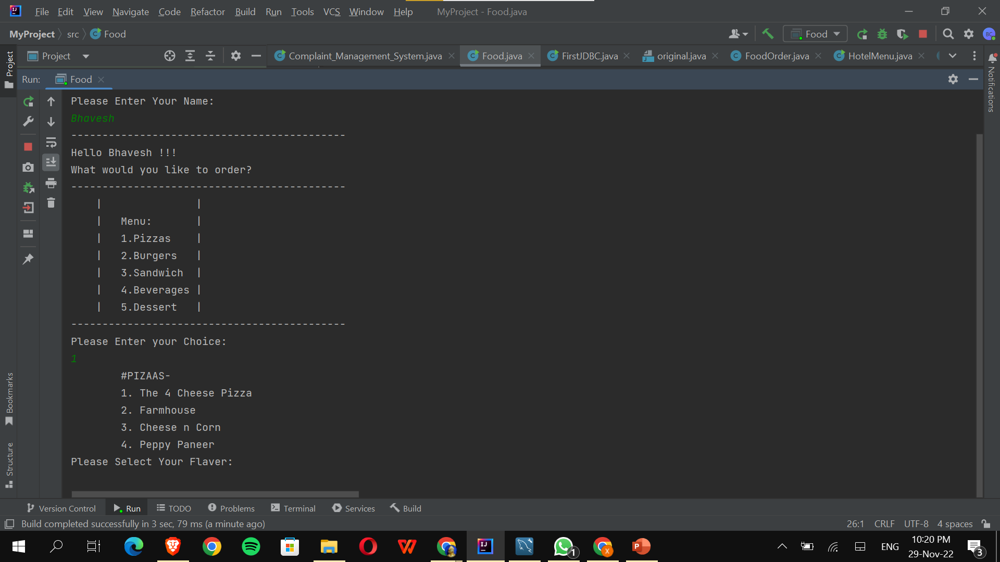 File Edit View Navigate Code Refactor Build Run Tools VCS Window Help MyProject - Food.java
MyProject src Food Food BC
Project Complaint_Management_System.java Food.java FirstJDBC.java original.java FoodOrder.java HotelMenu.java
Project
Notifications
Run: Food
Please Enter Your Name:
Bhavesh
--------------------------------------------
Hello Bhavesh !!!
What would you like to order?
--------------------------------------------
|               |
|   Menu:       |
|   1.Pizzas    |
|   2.Burgers   |
|   3.Sandwich  |
|   4.Beverages |
|   5.Dessert   |
--------------------------------------------
Please Enter your Choice:
1
#PIZAAS-
1. The 4 Cheese Pizza
2. Farmhouse
3. Cheese n Corn
4. Peppy Paneer
Please Select Your Flaver:
Bookmarks
Structure
Version Control Run TODO Problems Terminal Services Build
Build completed successfully in 3 sec, 79 ms (a minute ago) 26:1 CRLF UTF-8 4 spaces
IJ 1 X P ENG 10:20 PM
29-Nov-22 3